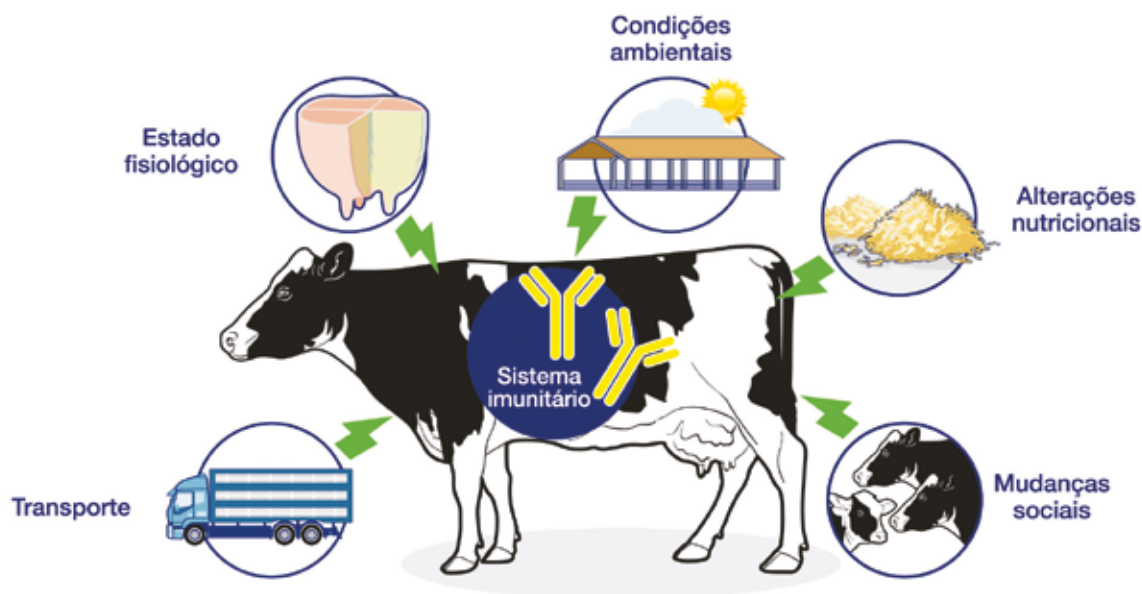 Condições
ambientais
Estado
fisiológico
Alterações
nutricionais
Sistema
imunitário
Transporte
Mudanças
sociais